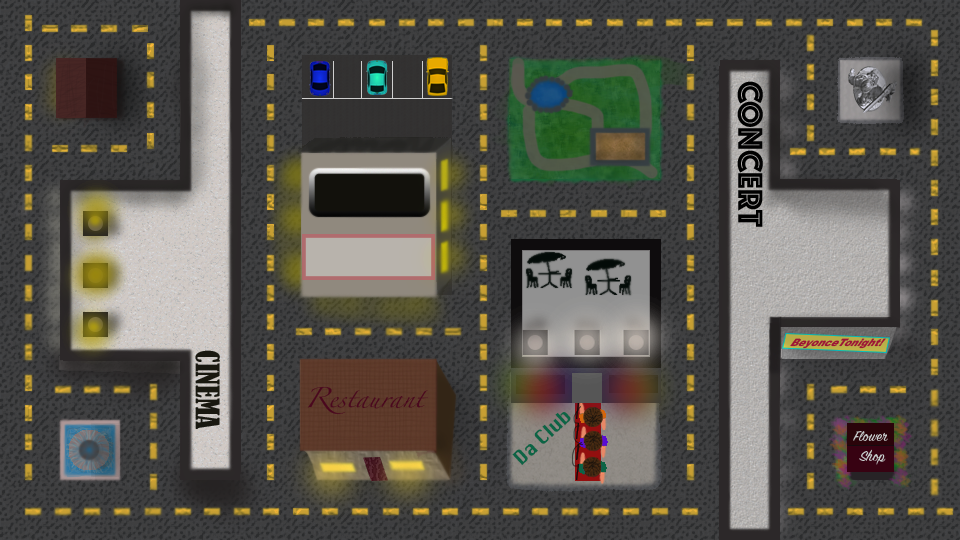 CONCERT
BeyonceTonight!
CINEMA
Restaurant
Da Club
Flower
Shop